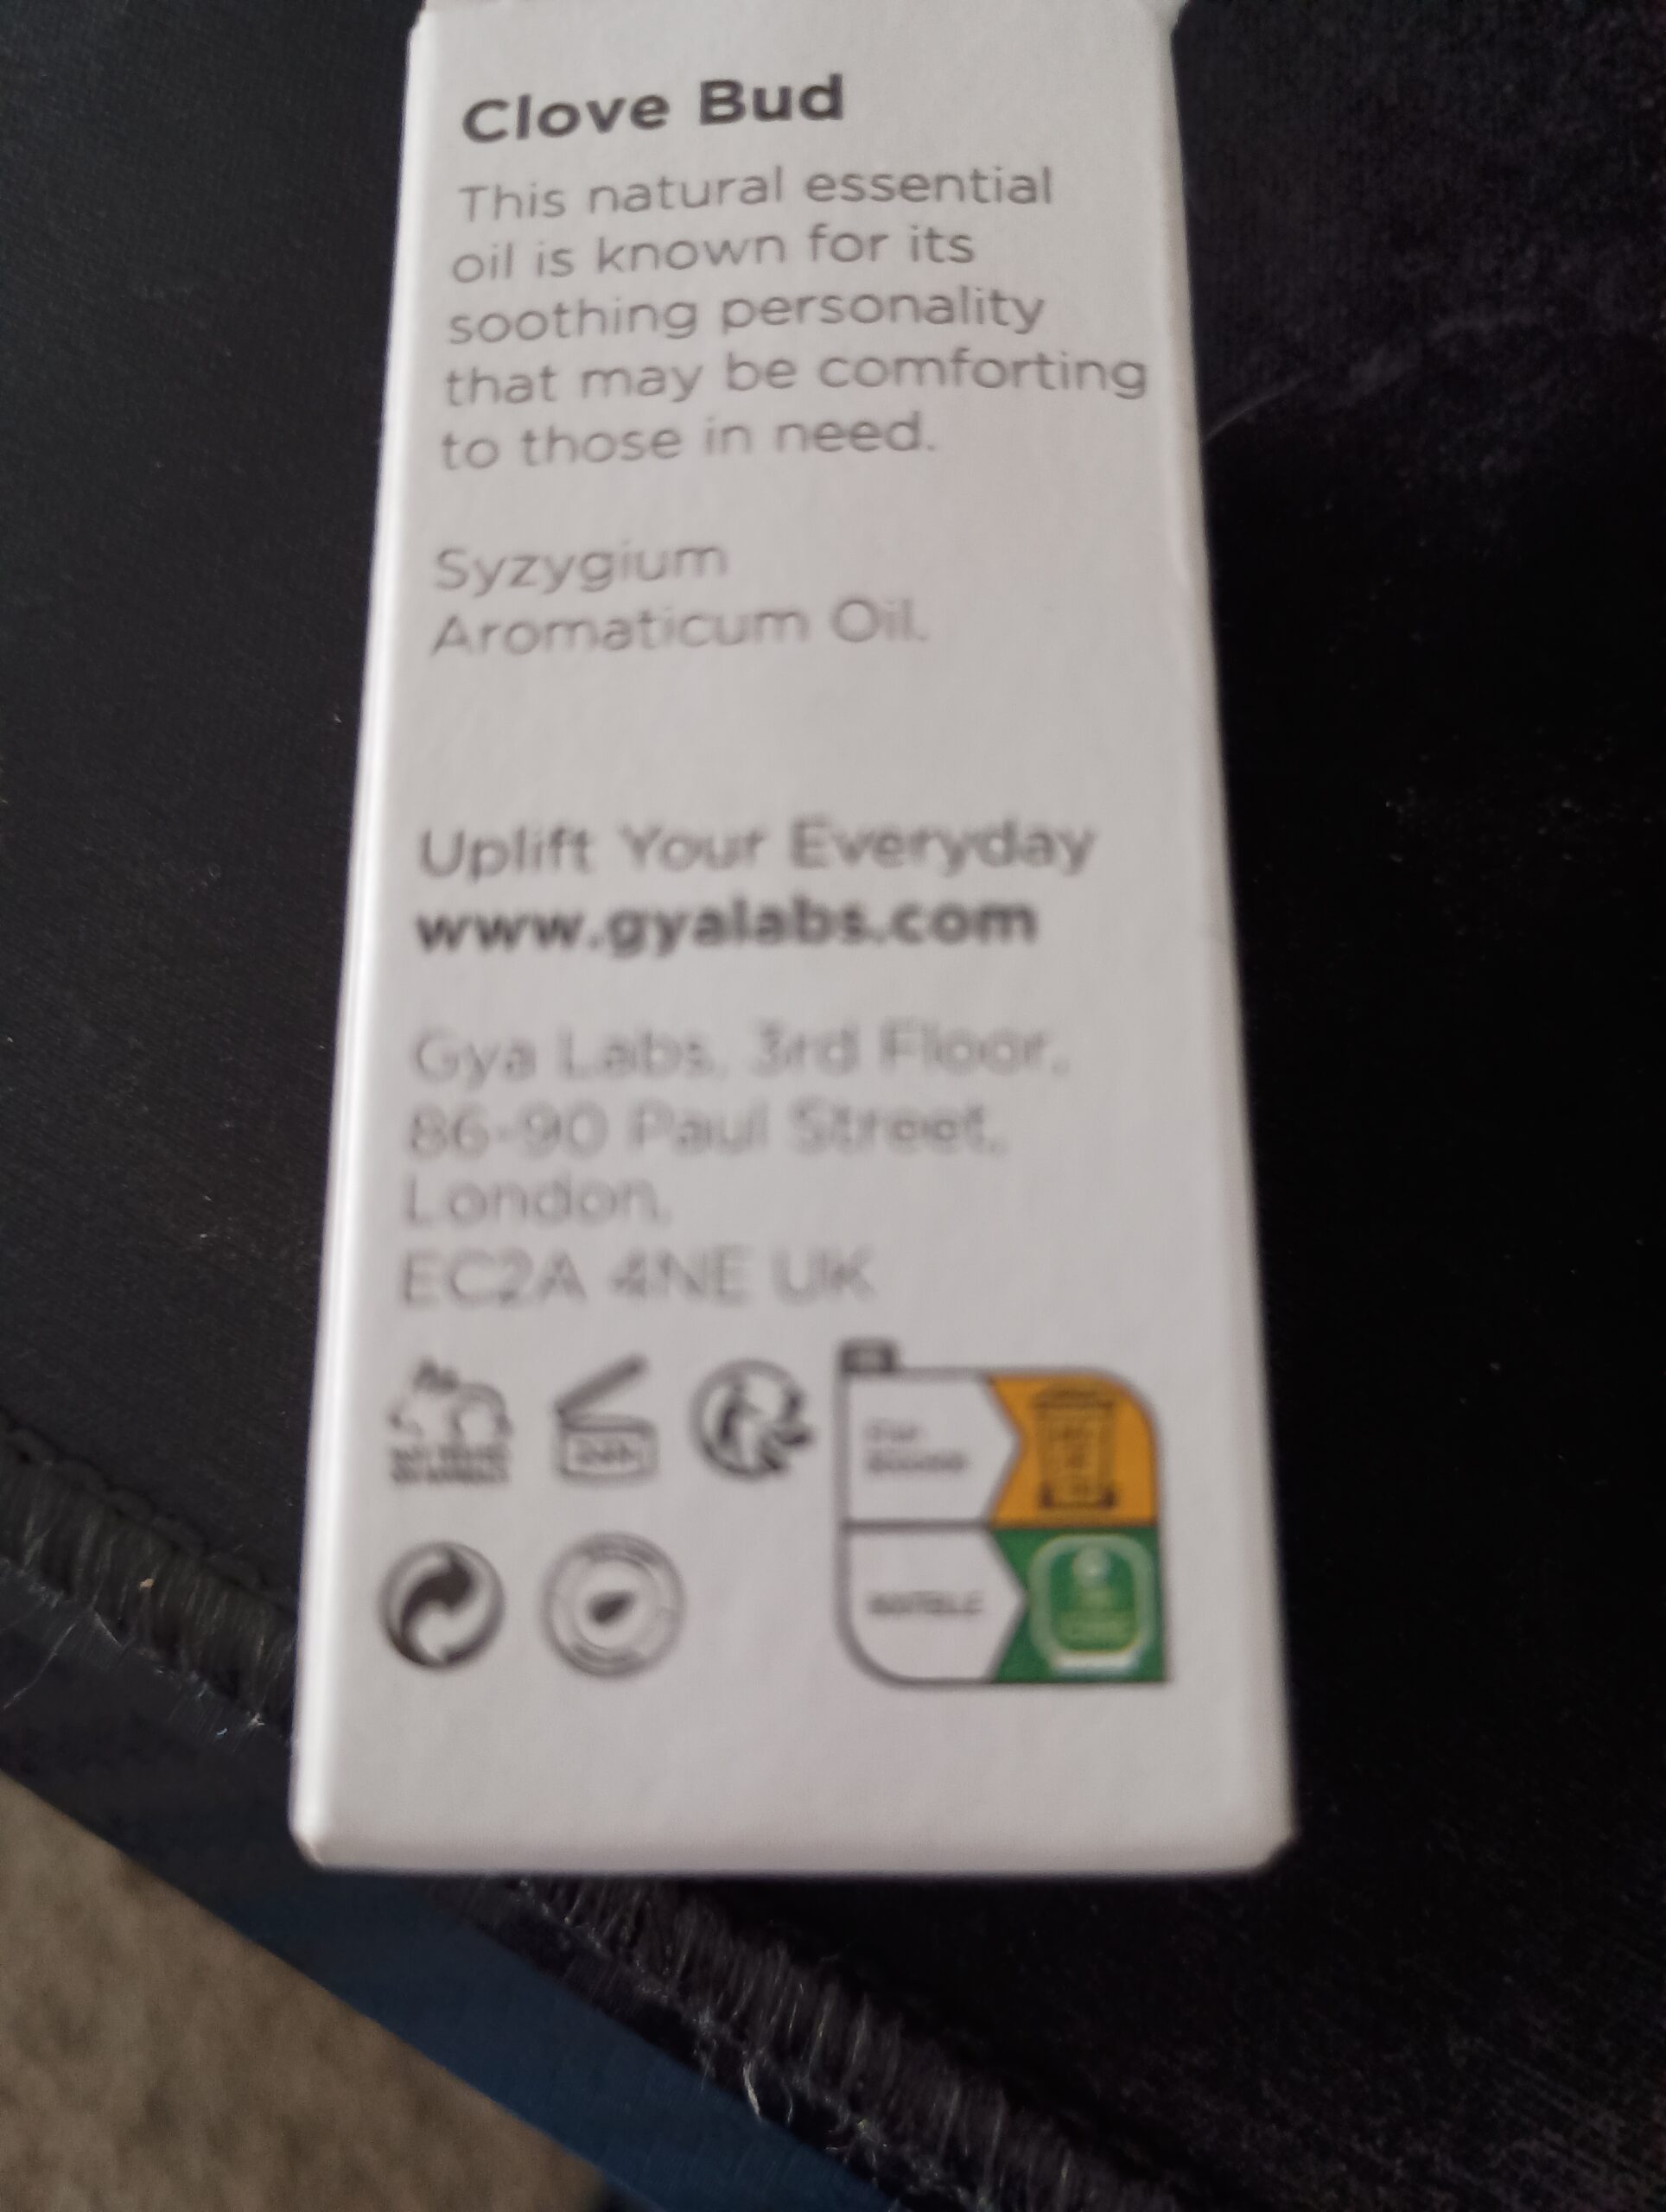 Clove Bud
This natural essential
oil is known for its
soothing personality
that may be comforting
to those in need.
Syzygium
Aromaticum Oil.
Uplift Your Everyday
www.gyalabs.com
Gya Labs, 3rd Floor,
86-90 Paul Street,
London,
EC2A 4NE UK